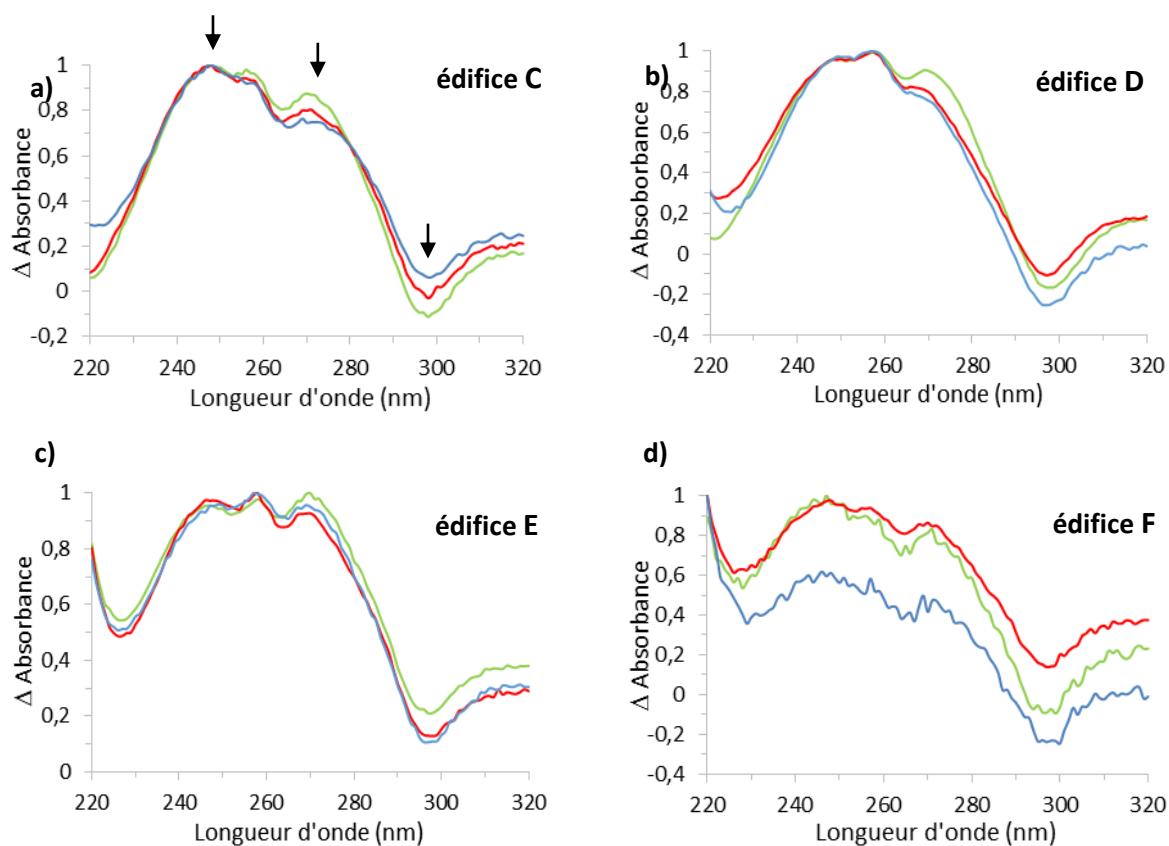 a)
édifice C
1
0,8
0,6
0,4
0,2
0
-0,2
Δ Absorbance
220 240 260 280 300 320
Longueur d'onde (nm)
b)
édifice D
1
0,8
0,6
0,4
0,2
0
-0,2
-0,4
Δ Absoborbance
220 240 260 280 300 320
Longueur d'onde (nm)
c)
édifice E
1
0,8
0,6
0,4
0,2
0
Δ Absorbance
220 240 260 280 300 320
Longueur d'onde (nm)
d)
édifice F
1
0,8
0,6
0,4
0,2
0
-0,2
-0,4
Δ Absorbance
220 240 260 280 300 320
Longueur d'onde (nm)